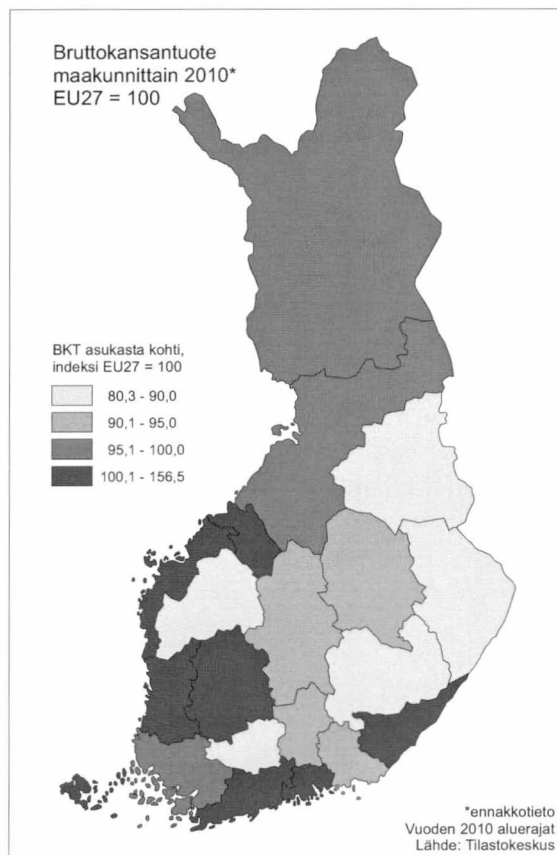 Bruttokansantuote
maakunnittain 2010*
EU27 = 100
BKT asukasta kohti,
indeksi EU27 = 100
80,3 - 90,0
90,1 - 95,0
95,1 - 100,0
100,1 - 156,5
*ennakkotieto
Vuoden 2010 aluerajat
Lähde: Tilastokeskus